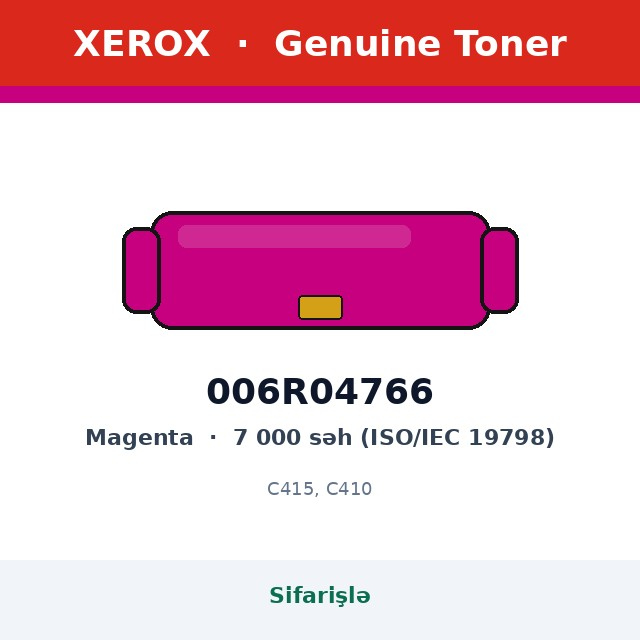 XEROX · Genuine Toner
006R04766
Magenta · 7 000 səh (ISO/IEC 19798)
C415, C410
Sifarişlə